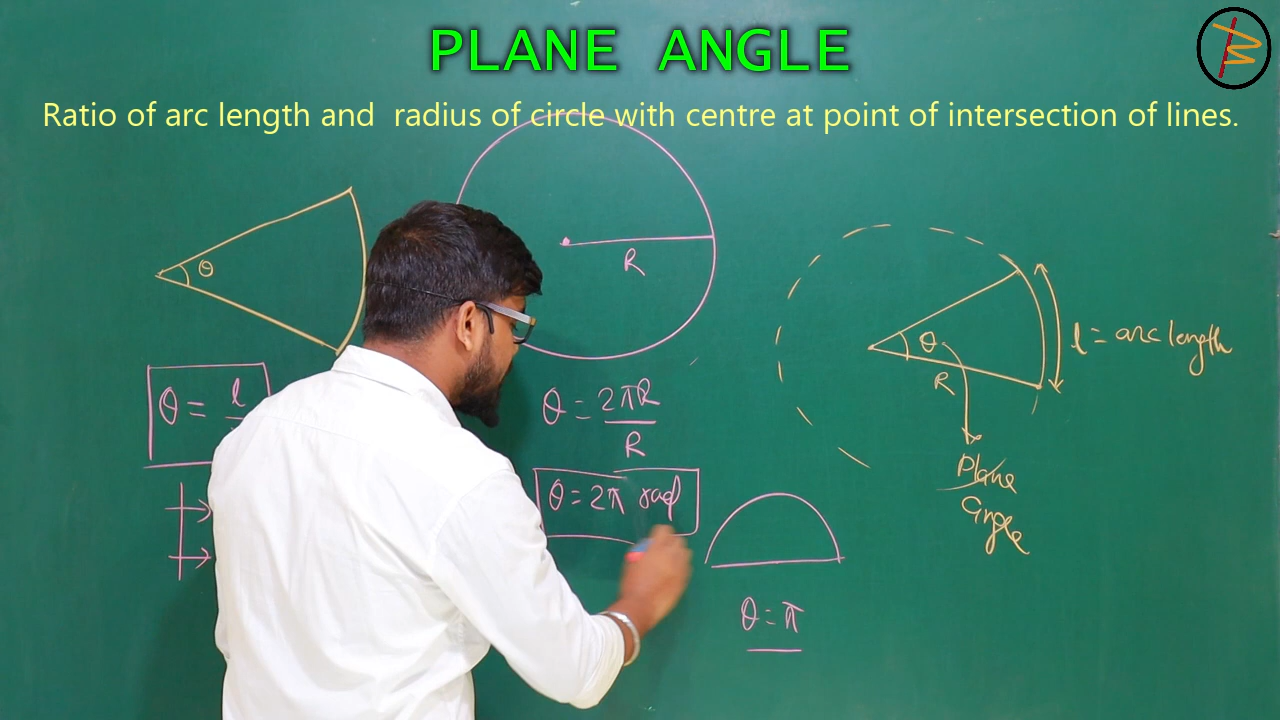 PLANE ANGLE
Ratio of arc length and radius of circle with centre at point of intersection of lines.
θ
R
θ
R
l = arc length
Plane
angle
θ = l
θ = 2πR
R
θ = 2π rad
θ = π